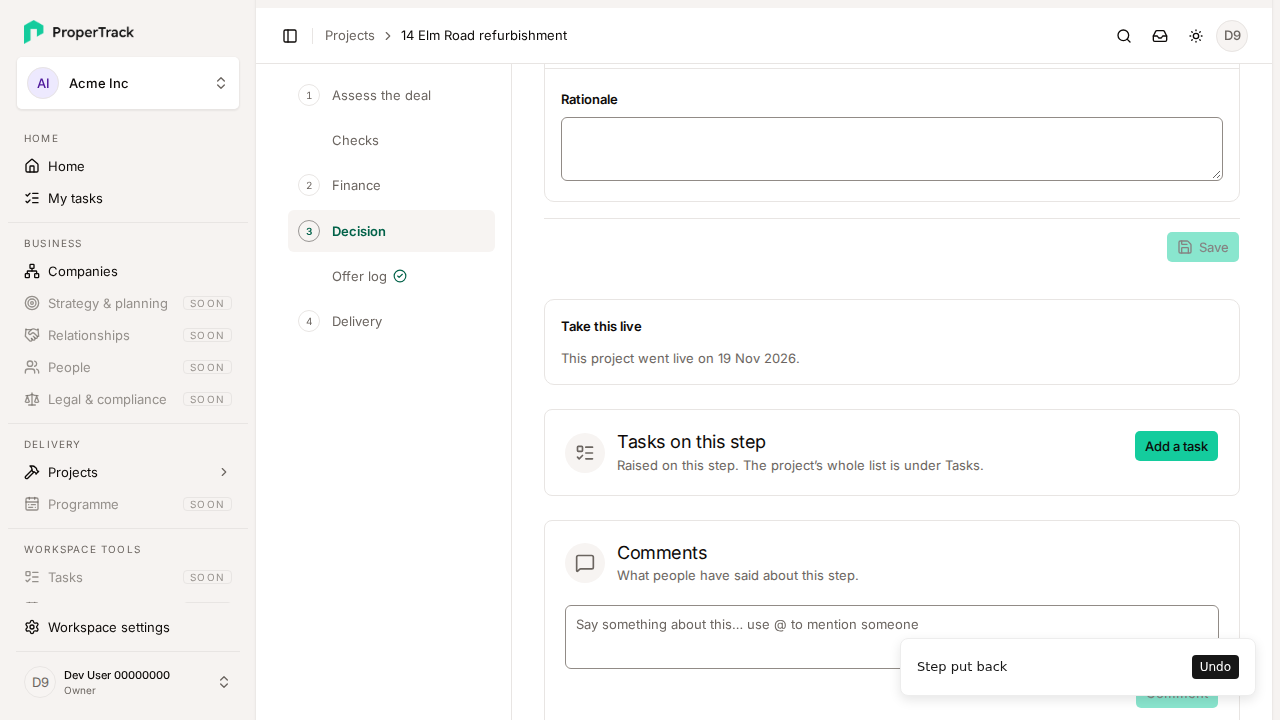 ProperTrack
AI
Acme Inc
HOME
Home
My tasks
BUSINESS
Companies
Strategy & planning SOON
Relationships SOON
People SOON
Legal & compliance SOON
DELIVERY
Projects
Programme SOON
WORKSPACE TOOLS
Tasks SOON
Workspace settings
D9
Dev User 00000000
Owner
Projects
14 Elm Road refurbishment
D9
1 Assess the deal
Checks
2 Finance
3 Decision
Offer log
4 Delivery
Rationale
Save
Take this live
This project went live on 19 Nov 2026.
Tasks on this step
Raised on this step. The project’s whole list is under Tasks.
Add a task
Comments
What people have said about this step.
Say something about this… use @ to mention someone
Step put back
Undo
Comment